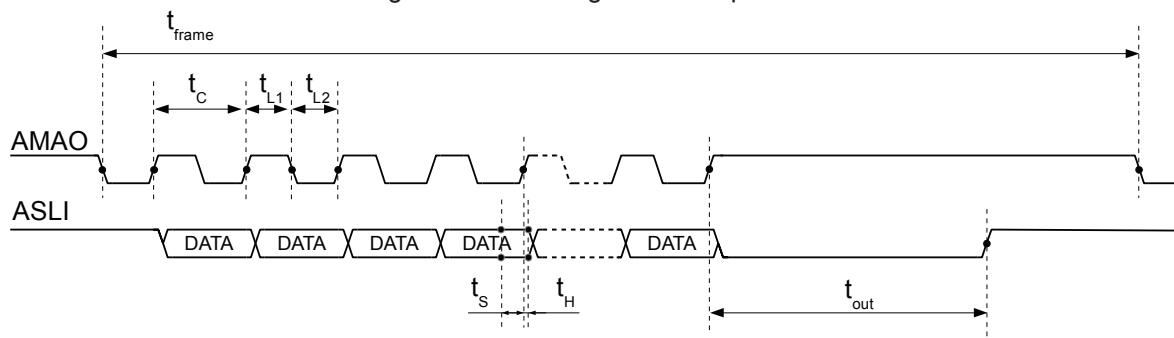 t_frame
t_C t_L1 t_L2
AMAO
ASLI
DATA DATA DATA DATA DATA
t_S t_H t_out